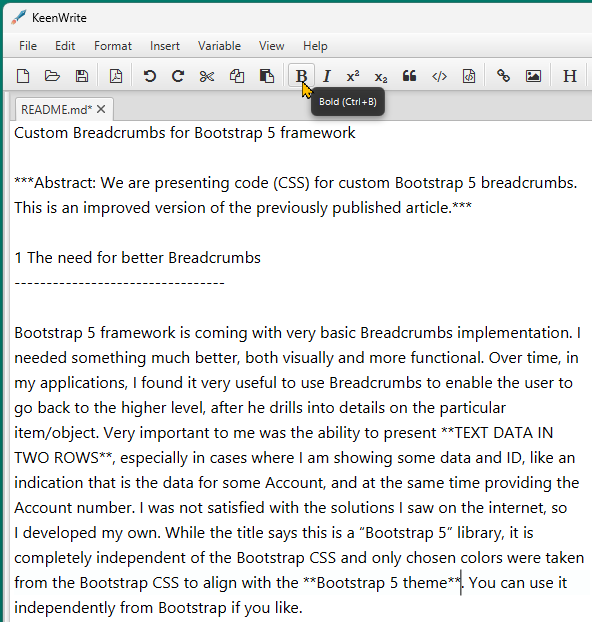 KeenWrite
File Edit Format Insert Variable View Help
B I x² x₂ </> H
Bold (Ctrl+B)
README.md*
Custom Breadcrumbs for Bootstrap 5 framework
***Abstract: We are presenting code (CSS) for custom Bootstrap 5 breadcrumbs.
This is an improved version of the previously published article.***
1 The need for better Breadcrumbs
---------------------------------
Bootstrap 5 framework is coming with very basic Breadcrumbs implementation. I
needed something much better, both visually and more functional. Over time, in
my applications, I found it very useful to use Breadcrumbs to enable the user to
go back to the higher level, after he drills into details on the particular
item/object. Very important to me was the ability to present **TEXT DATA IN
TWO ROWS**, especially in cases where I am showing some data and ID, like an
indication that is the data for some Account, and at the same time providing the
Account number. I was not satisfied with the solutions I saw on the internet, so
I developed my own. While the title says this is a “Bootstrap 5” library, it is
completely independent of the Bootstrap CSS and only chosen colors were taken
from the Bootstrap CSS to align with the **Bootstrap 5 theme**. You can use it
independently from Bootstrap if you like.